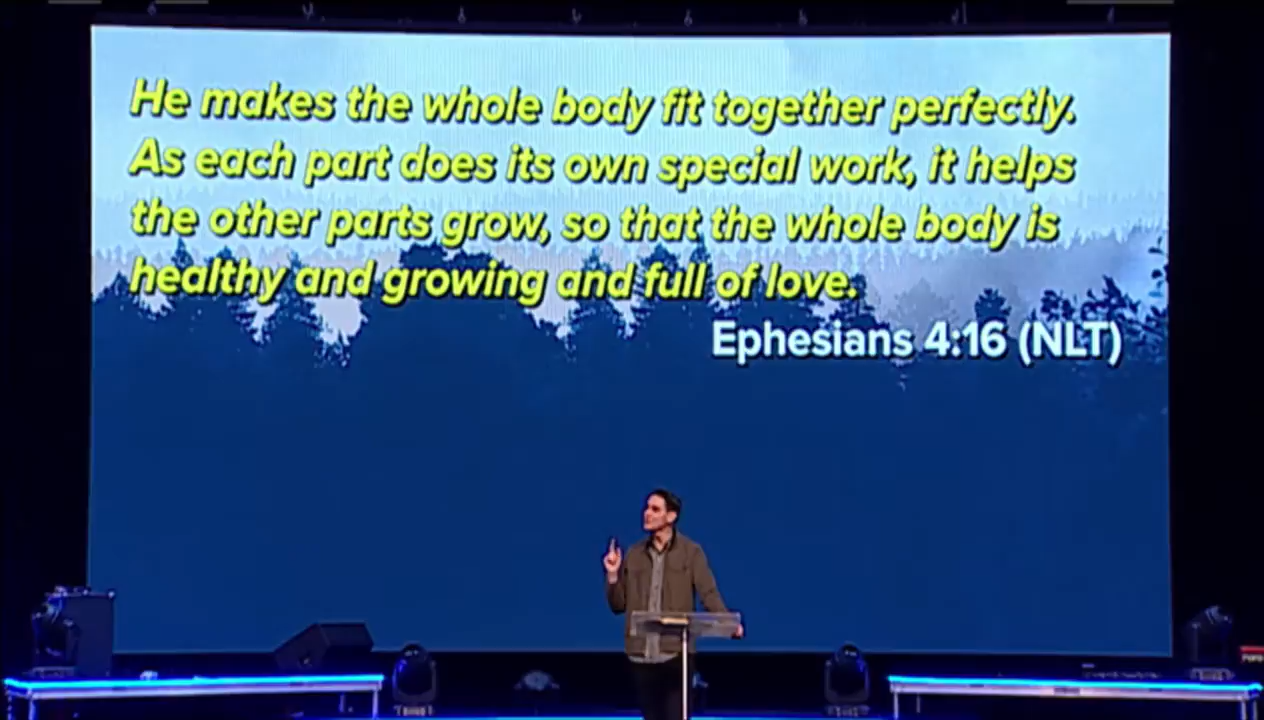 He makes the whole body fit together perfectly.
As each part does its own special work, it helps
the other parts grow, so that the whole body is
healthy and growing and full of love.
Ephesians 4:16 (NLT)